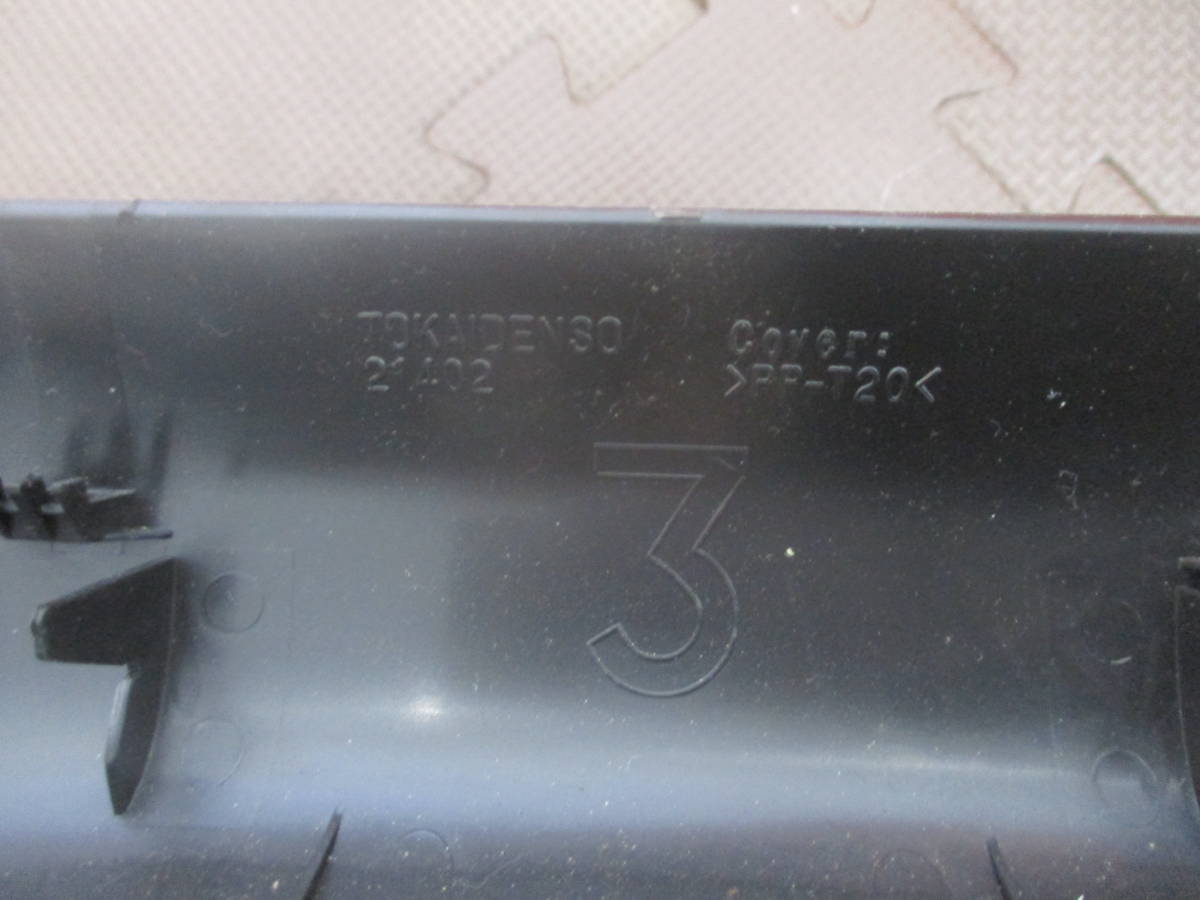 TOKAIDENSO
21402
Cover:
>PP-T20<
3